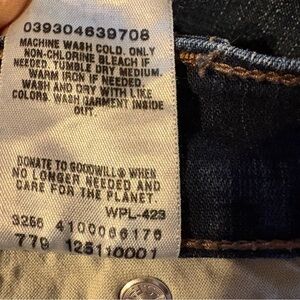 039304639708
MACHINE WASH COLD. ONLY
NON-CHLORINE BLEACH IF
NEEDED. TUMBLE DRY MEDIUM.
WARM IRON IF NEEDED.
WASH AND DRY WITH LIKE
COLORS. WASH GARMENT INSIDE
OUT.
DONATE TO GOODWILL® WHEN
NO LONGER NEEDED AND
CARE FOR THE PLANET.
WPL-423
3256 4100066176
779 125110001